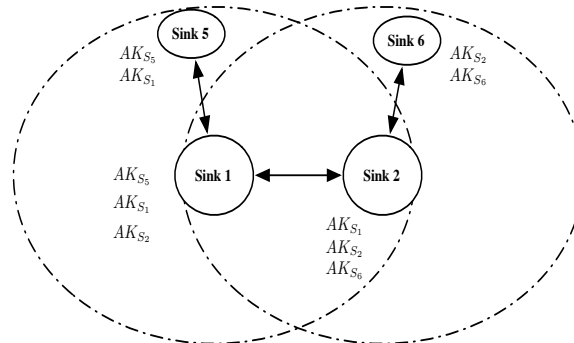 Sink 5
AK_{S_5}
AK_{S_1}
Sink 6
AK_{S_2}
AK_{S_6}
Sink 1
AK_{S_5}
AK_{S_1}
AK_{S_2}
Sink 2
AK_{S_1}
AK_{S_2}
AK_{S_6}